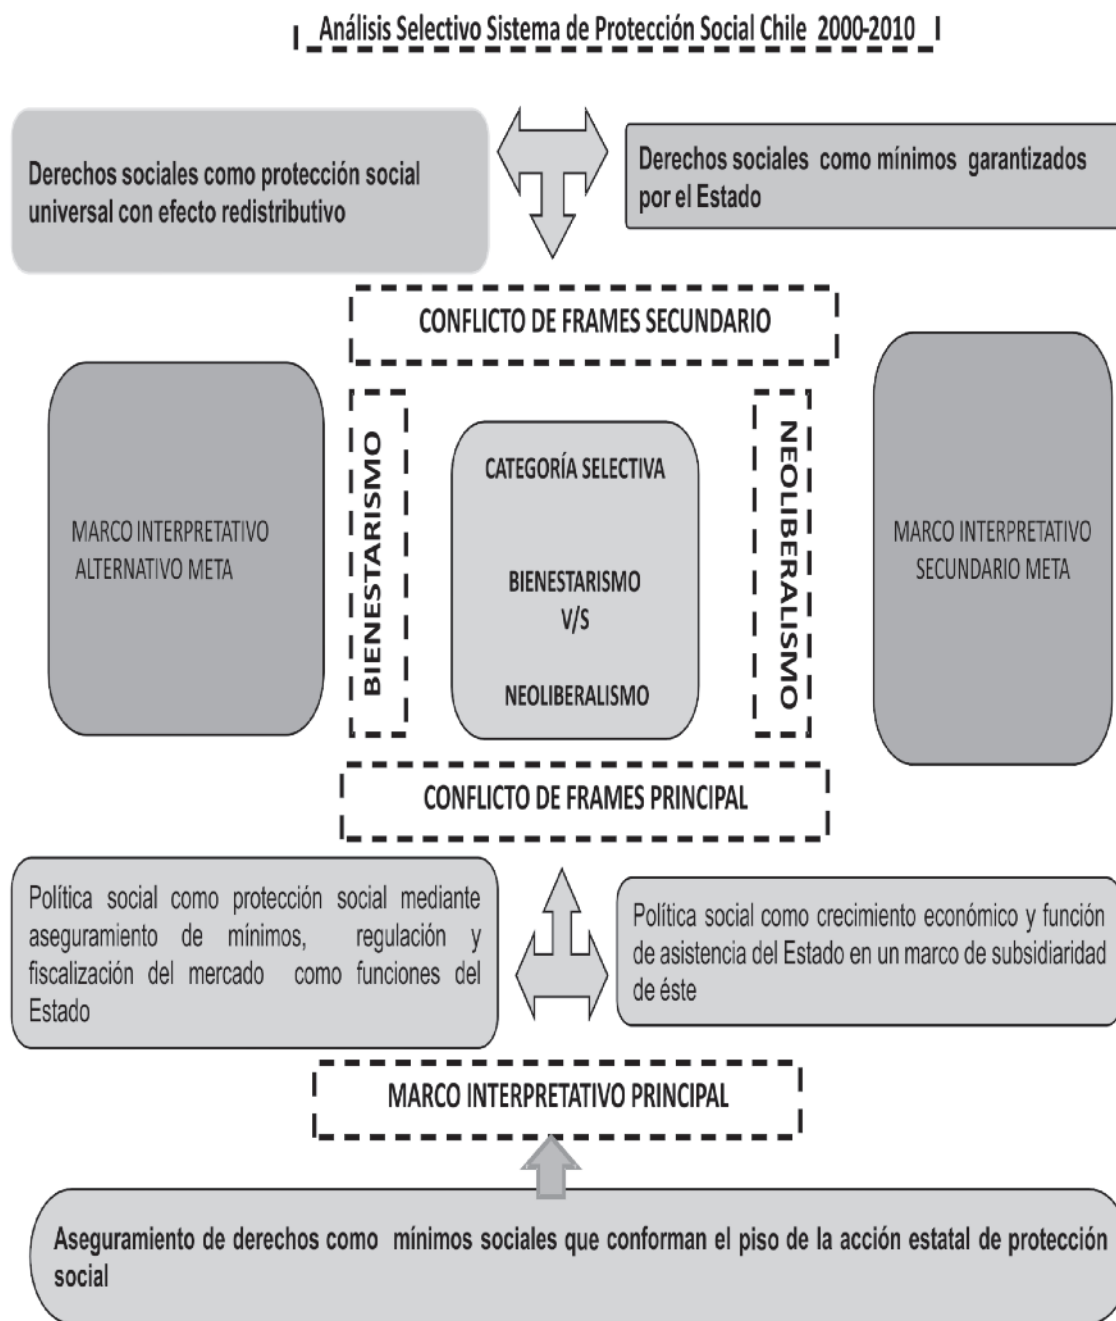 Análisis Selectivo Sistema de Protección Social Chile 2000-2010
Derechos sociales como protección social
universal con efecto redistributivo
Derechos sociales como mínimos garantizados
por el Estado
CONFLICTO DE FRAMES SECUNDARIO
MARCO INTERPRETATIVO
ALTERNATIVO META
BIENESTARISMO
CATEGORÍA SELECTIVA
BIENESTARISMO
V/S
NEOLIBERALISMO
NEOLIBERALISMO
MARCO INTERPRETATIVO
SECUNDARIO META
CONFLICTO DE FRAMES PRINCIPAL
Política social como protección social mediante
aseguramiento de mínimos, regulación y
fiscalización del mercado como funciones del
Estado
Política social como crecimiento económico y función
de asistencia del Estado en un marco de subsidiaridad
de éste
MARCO INTERPRETATIVO PRINCIPAL
Aseguramiento de derechos como mínimos sociales que conforman el piso de la acción estatal de protección
social